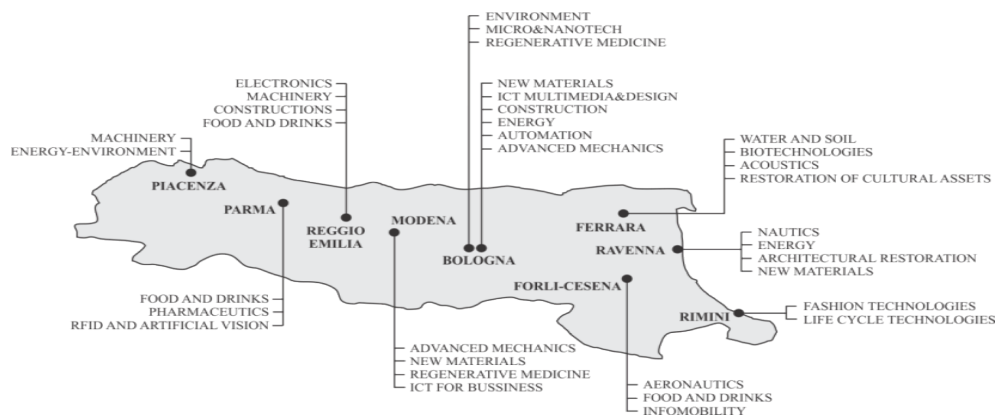 ENVIRONMENT
MICRO&NANOTECH
REGENERATIVE MEDICINE
ELECTRONICS
MACHINERY
CONSTRUCTIONS
FOOD AND DRINKS
NEW MATERIALS
ICT MULTIMEDIA&DESIGN
CONSTRUCTION
ENERGY
AUTOMATION
ADVANCED MECHANICS
MACHINERY
ENERGY-ENVIRONMENT
WATER AND SOIL
BIOTECHNOLOGIES
ACOUSTICS
RESTORATION OF CULTURAL ASSETS
PIACENZA
PARMA
REGGIO
EMILIA
MODENA
BOLOGNA
FERRARA
RAVENNA
FORLI-CESENA
RIMINI
NAUTICS
ENERGY
ARCHITECTURAL RESTORATION
NEW MATERIALS
FOOD AND DRINKS
PHARMACEUTICS
RFID AND ARTIFICIAL VISION
FASHION TECHNOLOGIES
LIFE CYCLE TECHNOLOGIES
ADVANCED MECHANICS
NEW MATERIALS
REGENERATIVE MEDICINE
ICT FOR BUSSINESS
AERONAUTICS
FOOD AND DRINKS
INFOMOBILITY